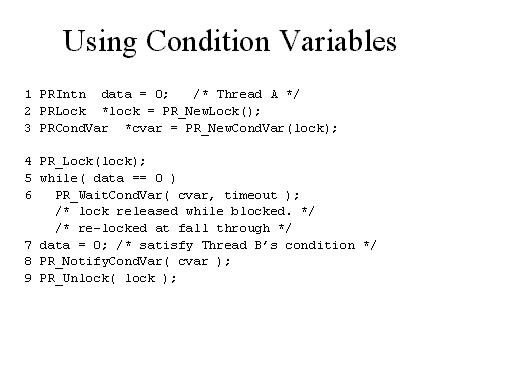 Using Condition Variables
1 PRIntn  data = 0;   /* Thread A */
2 PRLock  *lock = PR_NewLock();
3 PRCondVar  *cvar = PR_NewCondVar(lock);
4 PR_Lock(lock);
5 while( data == 0 )
6   PR_WaitCondVar( cvar, timeout );
    /* lock released while blocked. */
    /* re-locked at fall through */
7 data = 0; /* satisfy Thread B's condition */
8 PR_NotifyCondVar( cvar );
9 PR_Unlock( lock );